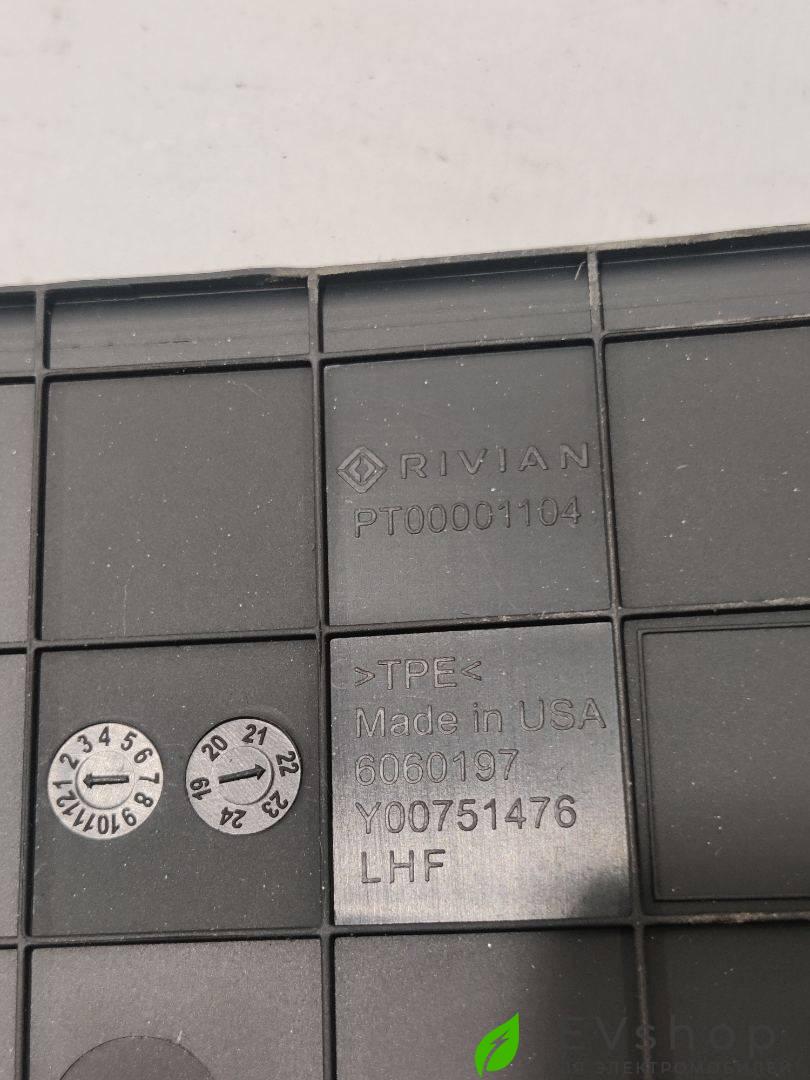 RIVIAN
PT00001104
>TPE<
Made in USA
6060197
Y00751476
LHF
1 2 3 4 5 6 7 8 9 10 11 12
19 20 21 22 23 24
EVshop
ЭЛЕКТРОМОБИЛЕЙ